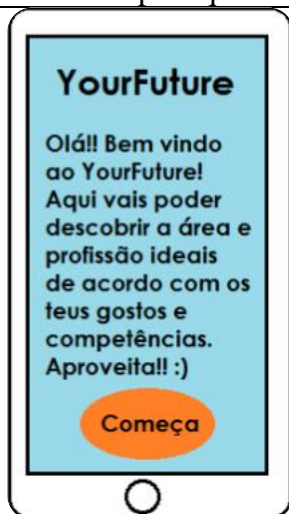 YourFuture
Olá!! Bem vindo
ao YourFuture!
Aqui vais poder
descobrir a área e
profissão ideais
de acordo com os
teus gostos e
competências.
Aproveita!! :)
Começa